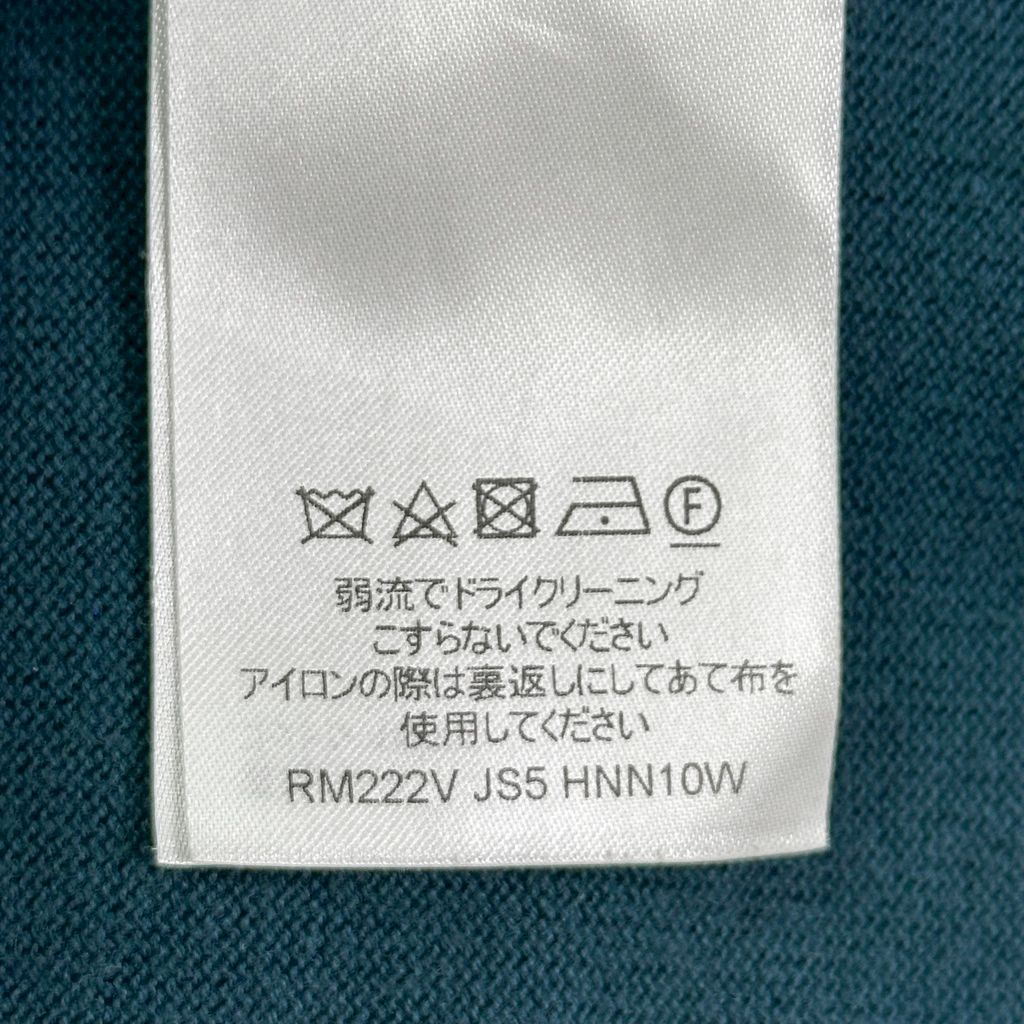 F
弱流でドライクリーニング
こすらないでください
アイロンの際は裏返しにしてあて布を
使用してください
RM222V JS5 HNN10W